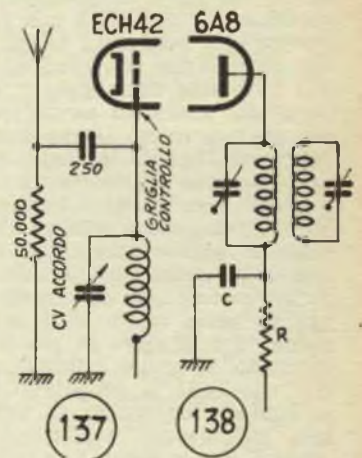 ECH42 6A8
250
GRIGLIA
CONTROLLO
50.000
CV ACCORDO
C
R
137 138